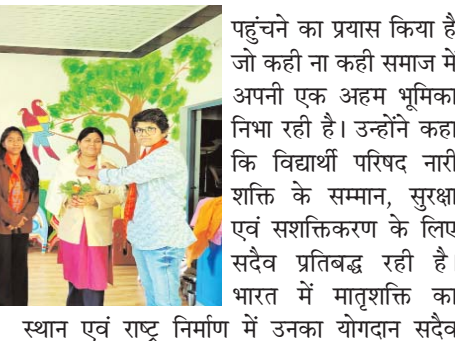 पहुंचने का प्रयास किया है
जो कही ना कही समाज में
अपनी एक अहम भूमिका
निभा रही है। उन्होंने कहा
कि विद्यार्थी परिषद नारी
शक्ति के सम्मान, सुरक्षा
एवं सशक्तिकरण के लिए
सदैव प्रतिबद्ध रही है।
भारत में मातृशक्ति का
स्थान एवं राष्ट्र निर्माण में उनका योगदान सदैव